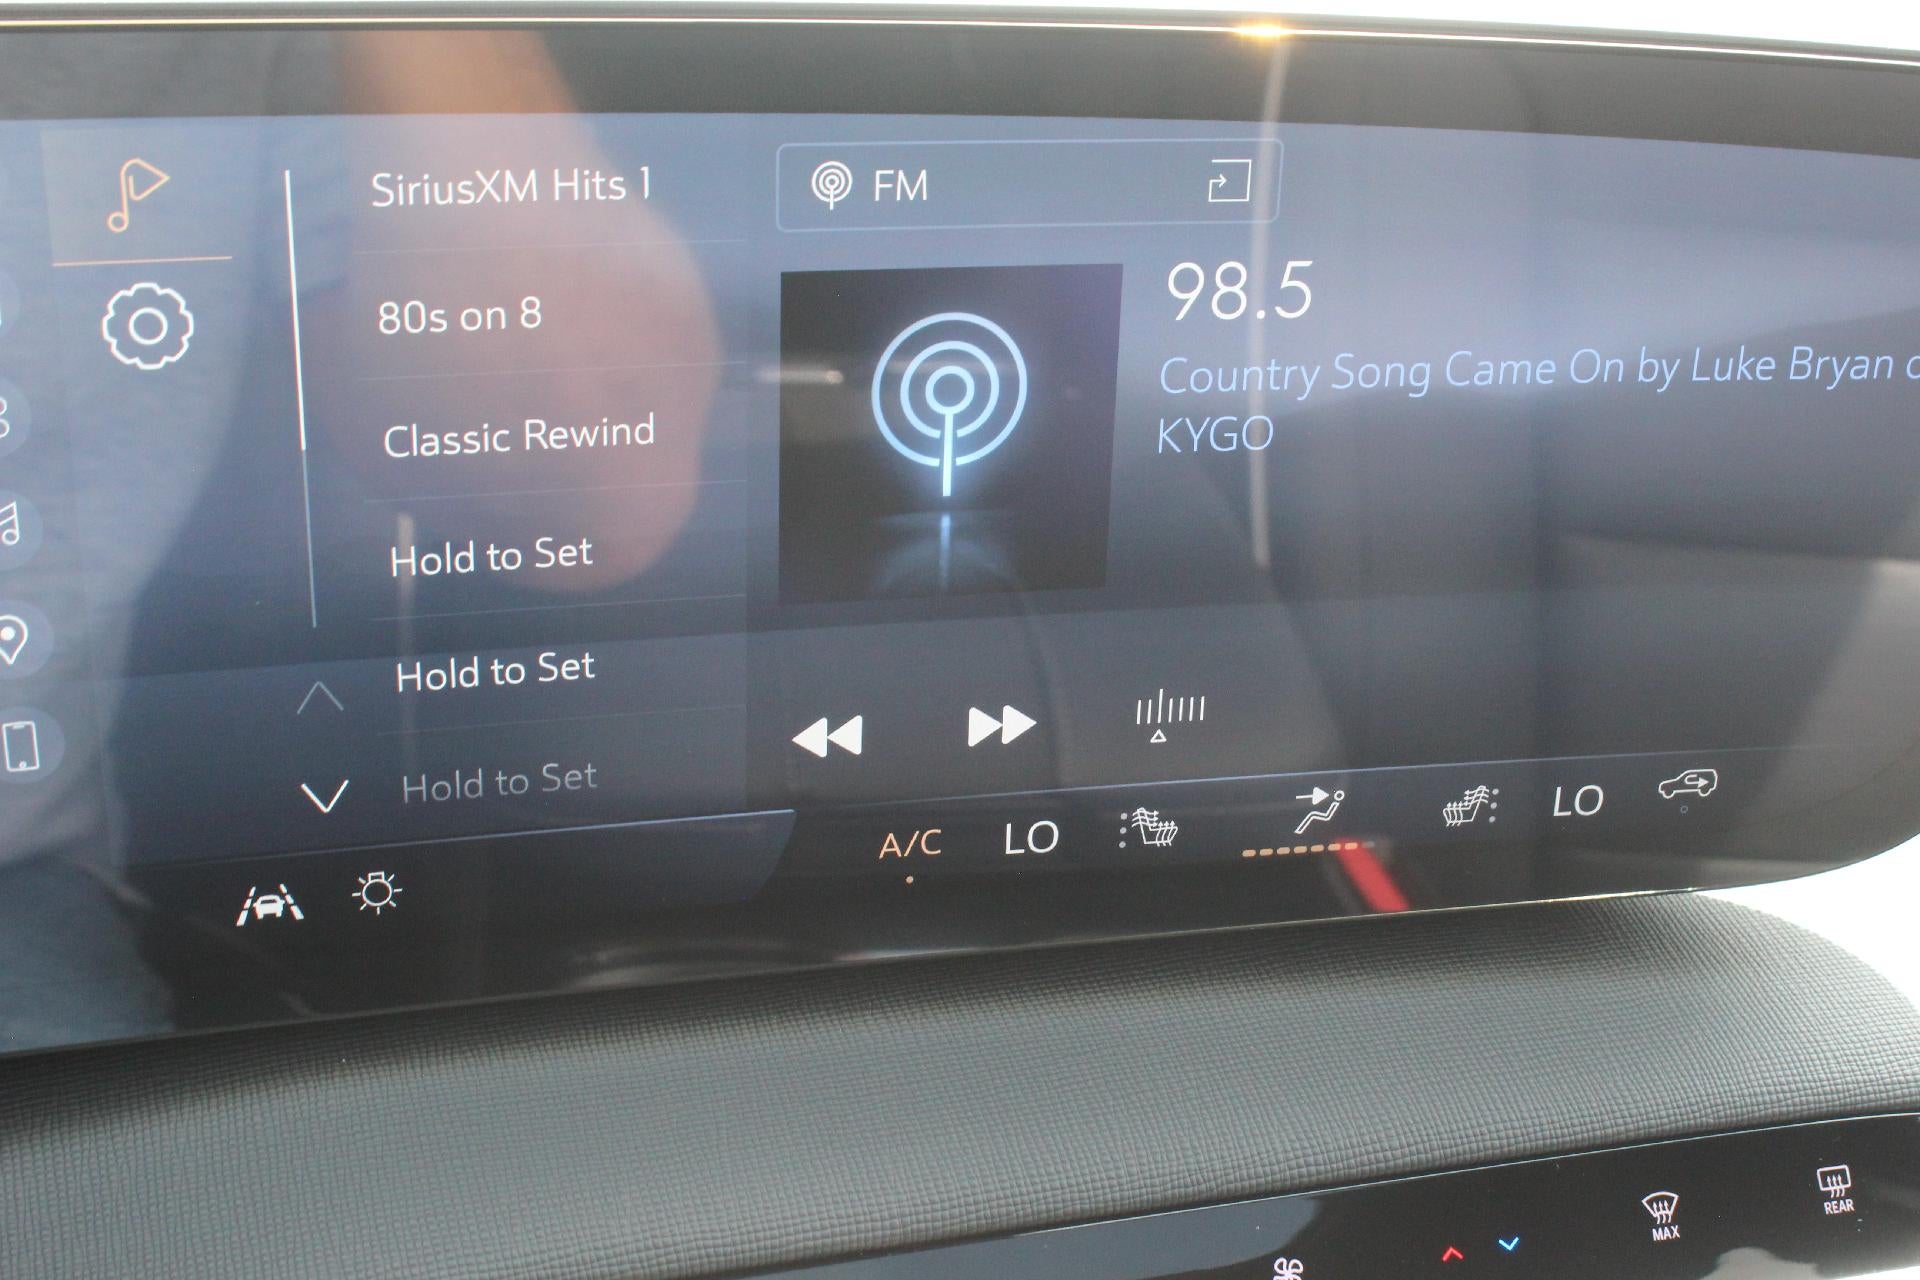 SiriusXM Hits 1
80s on 8
Classic Rewind
Hold to Set
Hold to Set
Hold to Set
FM
98.5
Country Song Came On by Luke Bryan
KYGO
A/C
LO
LO
MAX
REAR